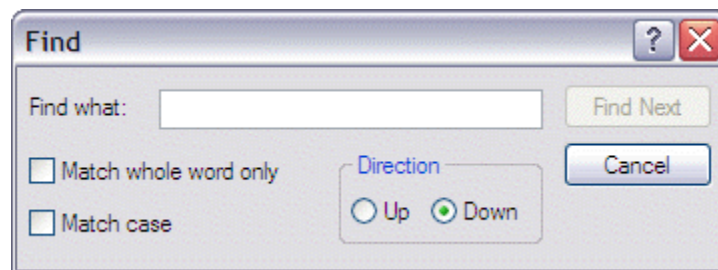 Find
Find what:
Find Next
Match whole word only
Direction
Cancel
Up
Down
Match case